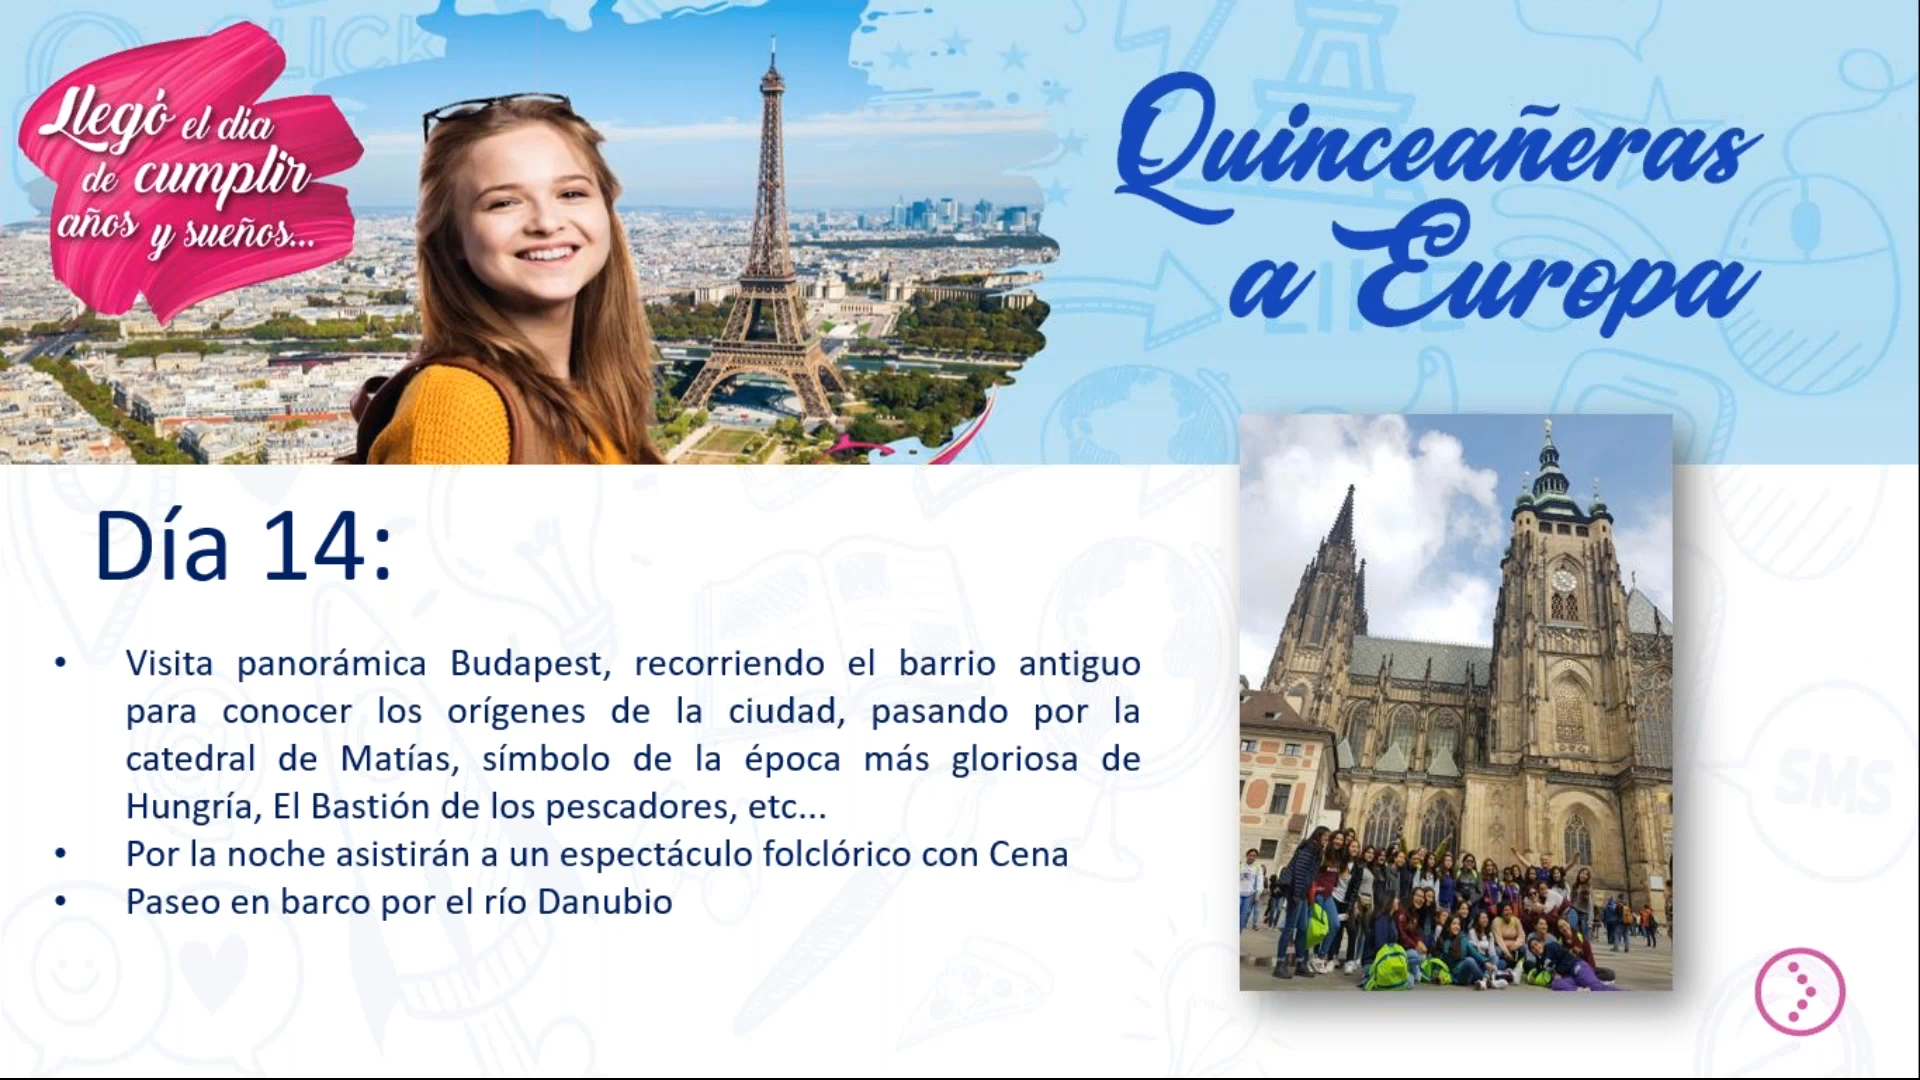 Llegó el día
de cumplir
años y sueños...
CLICK
Quinceañeras
a Europa
LIKE
Día 14:
• Visita panorámica Budapest, recorriendo el barrio antiguo
para conocer los orígenes de la ciudad, pasando por la
catedral de Matías, símbolo de la época más gloriosa de
Hungría, El Bastión de los pescadores, etc...
• Por la noche asistirán a un espectáculo folclórico con Cena
• Paseo en barco por el río Danubio
SMS